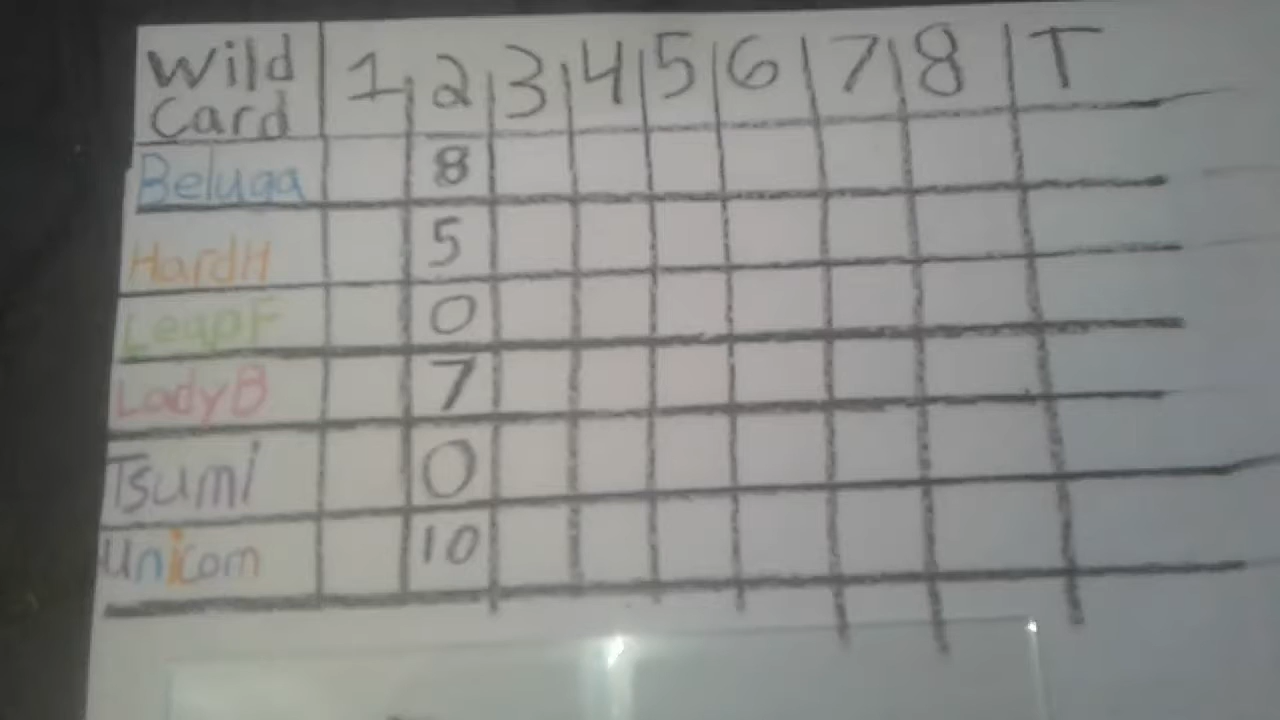 Wild Card 1 2 3 4 5 6 7 8 T
Beluga 8
HardH 5
LeapF 0
LadyB 7
Tsumi 0
Unicorn 10